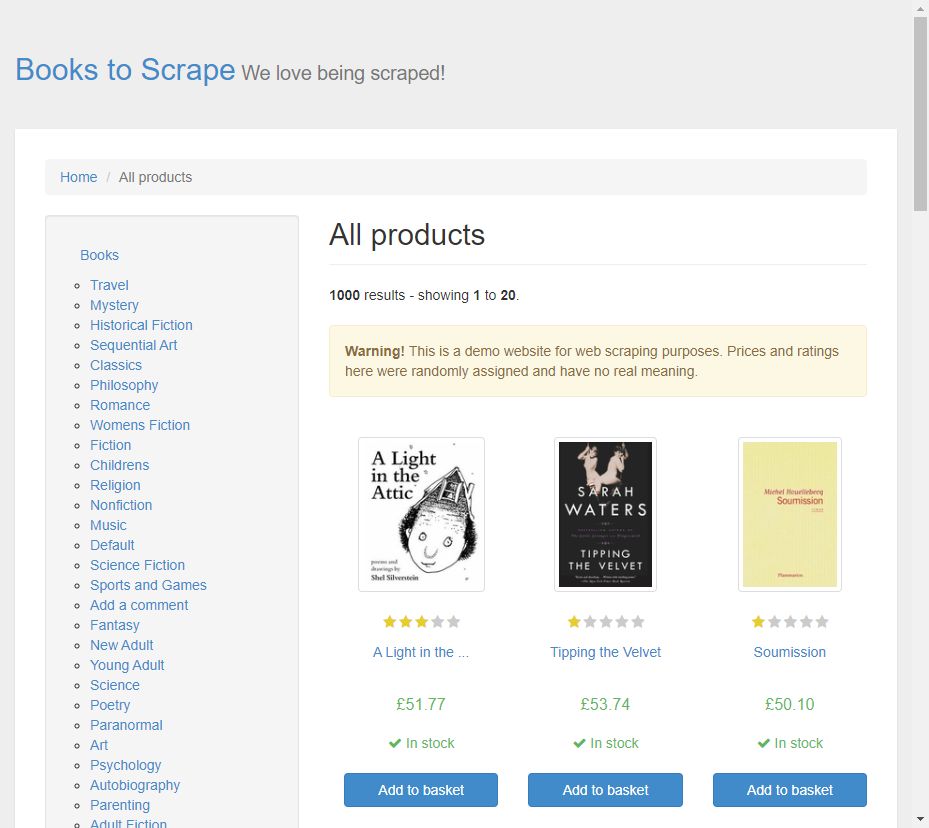 Books to Scrape We love being scraped!
Home / All products
Books
Travel
Mystery
Historical Fiction
Sequential Art
Classics
Philosophy
Romance
Womens Fiction
Fiction
Childrens
Religion
Nonfiction
Music
Default
Science Fiction
Sports and Games
Add a comment
Fantasy
New Adult
Young Adult
Science
Poetry
Paranormal
Art
Psychology
Autobiography
Parenting
Adult Fiction
All products
1000 results - showing 1 to 20.
Warning! This is a demo website for web scraping purposes. Prices and ratings
here were randomly assigned and have no real meaning.
A Light
in the
Attic
poems and
drawings by
Shel Silverstein
A Light in the ...
£51.77
In stock
Add to basket
SARAH
WATERS
TIPPING
THE VELVET
Tipping the Velvet
£53.74
In stock
Add to basket
Michel Houellebecq
Soumission
Flammarion
Soumission
£50.10
In stock
Add to basket